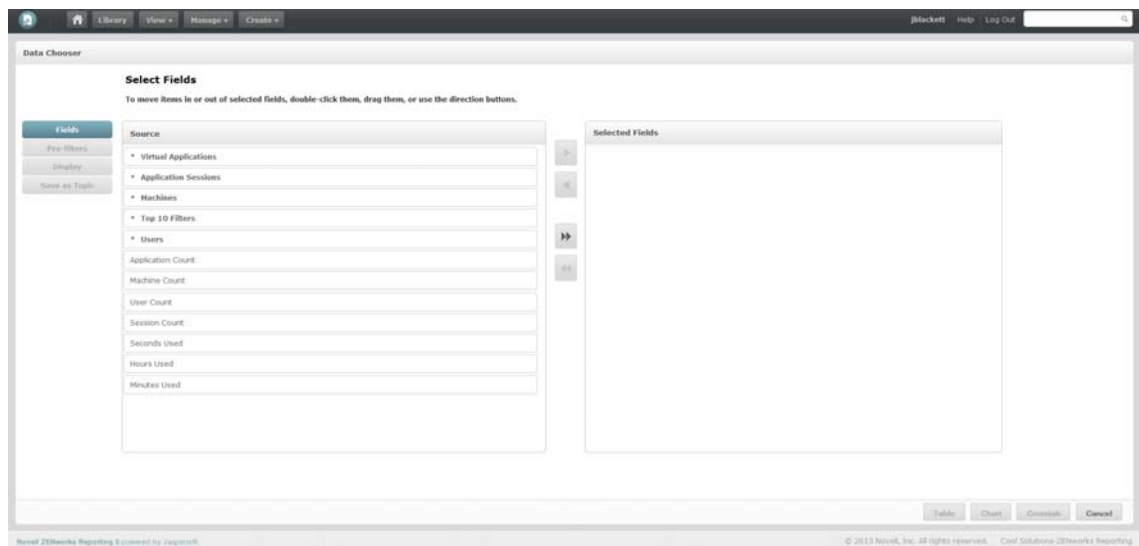 Library View Manage Create jblackett Help Log Out
Data Chooser
Select Fields
To move items in or out of selected fields, double-click them, drag them, or use the direction buttons.
Fields
Pre-filters
Display
Save as Topic
Source
Virtual Applications
Application Sessions
Machines
Top 10 Filters
Users
Application Count
Machine Count
User Count
Session Count
Seconds Used
Hours Used
Minutes Used
Selected Fields
Table Chart Crosstab Cancel
Novell ZENworks Reporting 5 powered by Jaspersoft © 2013 Novell, Inc. All rights reserved. Cool Solutions-ZENworks Reporting